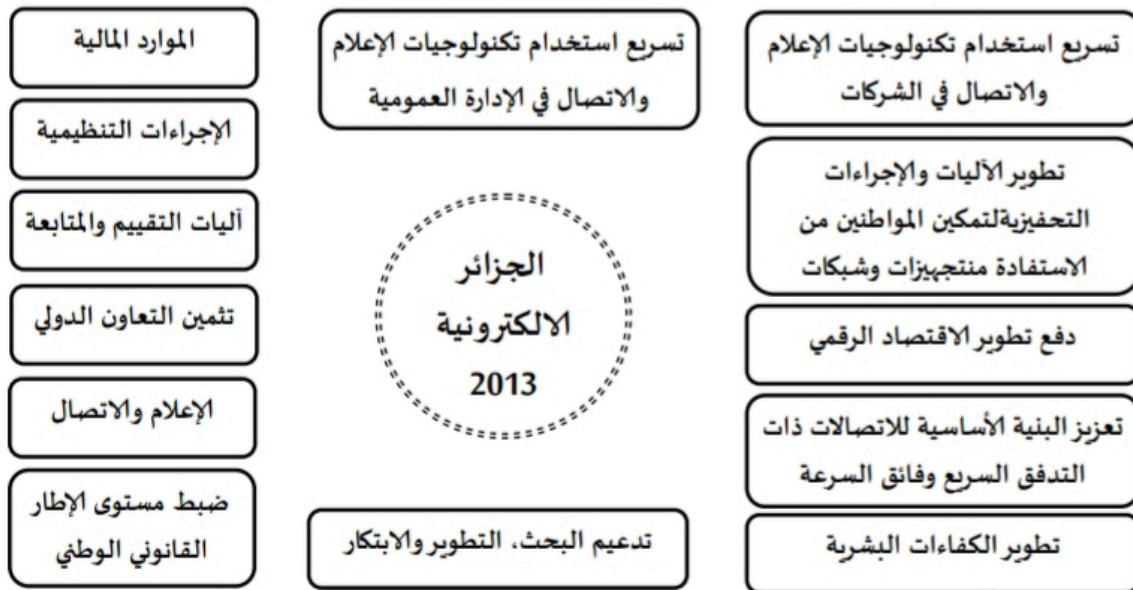 تسريع استخدام تكنولوجيات الإعلام
والاتصال في الشركات
تطوير الآليات والإجراءات
التحفيزيةلتمكين المواطنين من
الاستفادة منتجهيزات وشبكات
دفع تطوير الاقتصاد الرقمي
تعزيز البنية الأساسية للاتصالات ذات
التدفق السريع وفائق السرعة
تطوير الكفاءات البشرية
تسريع استخدام تكنولوجيات الإعلام
والاتصال في الإدارة العمومية
الجزائر
الالكترونية
2013
تدعيم البحث، التطوير والابتكار
الموارد المالية
الإجراءات التنظيمية
آليات التقييم والمتابعة
تثمين التعاون الدولي
الإعلام والاتصال
ضبط مستوى الإطار
القانوني الوطني